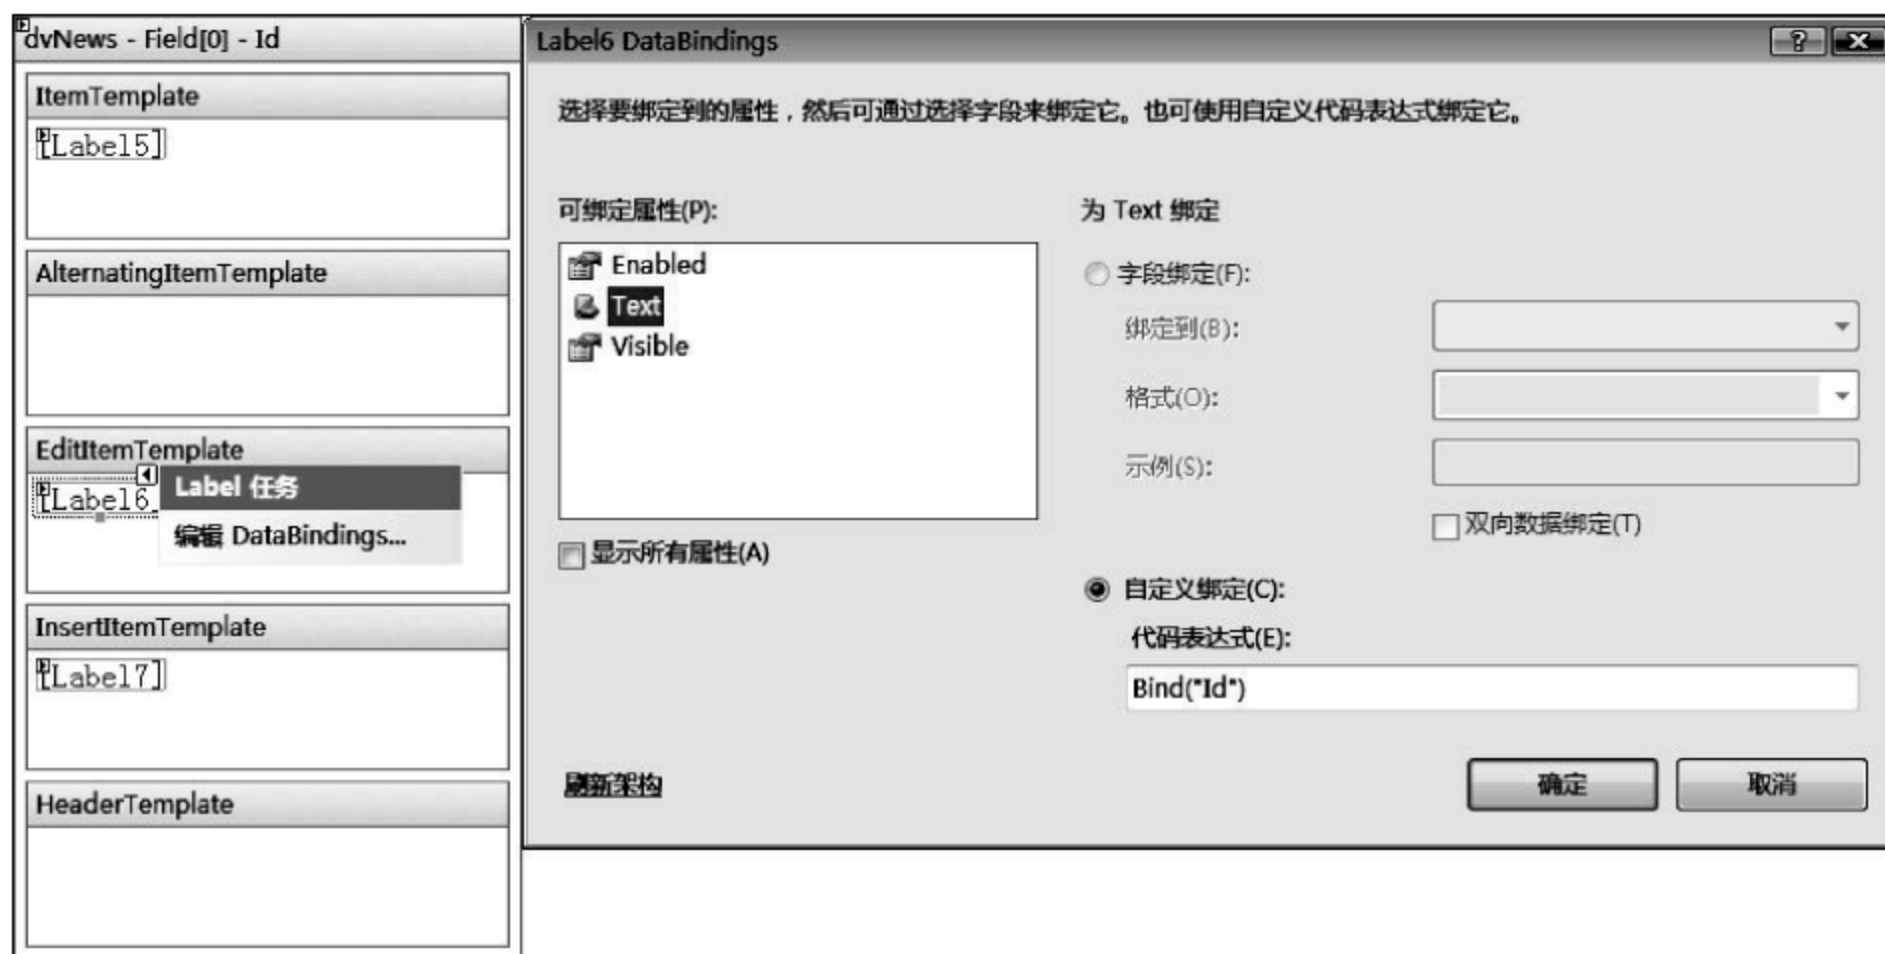 dvNews - Field[0] - Id
ItemTemplate
[Label5]
AlternatingItemTemplate
EditItemTemplate
[Label6
Label 任务
编辑 DataBindings...
InsertItemTemplate
[Label7]
HeaderTemplate
Label6 DataBindings
选择要绑定到的属性，然后可通过选择字段来绑定它。也可使用自定义代码表达式绑定它。
可绑定属性(P):
Enabled
Text
Visible
显示所有属性(A)
为 Text 绑定
字段绑定(F):
绑定到(B):
格式(O):
示例(S):
双向数据绑定(T)
自定义绑定(C):
代码表达式(E):
Bind("Id")
刷新架构
确定
取消